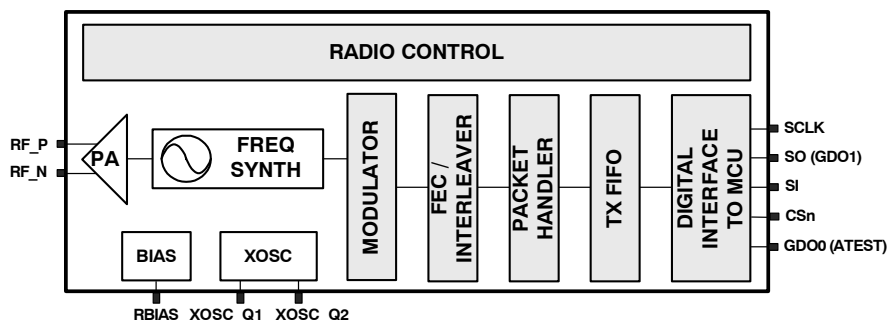 RADIO CONTROL
RF_P
RF_N
PA
FREQ
SYNTH
MODULATOR
FEC /
INTERLEAVER
PACKET
HANDLER
TX FIFO
DIGITAL
INTERFACE
TO MCU
SCLK
SO (GDO1)
SI
CSn
GDO0 (ATEST)
BIAS
XOSC
RBIAS XOSC_Q1 XOSC_Q2